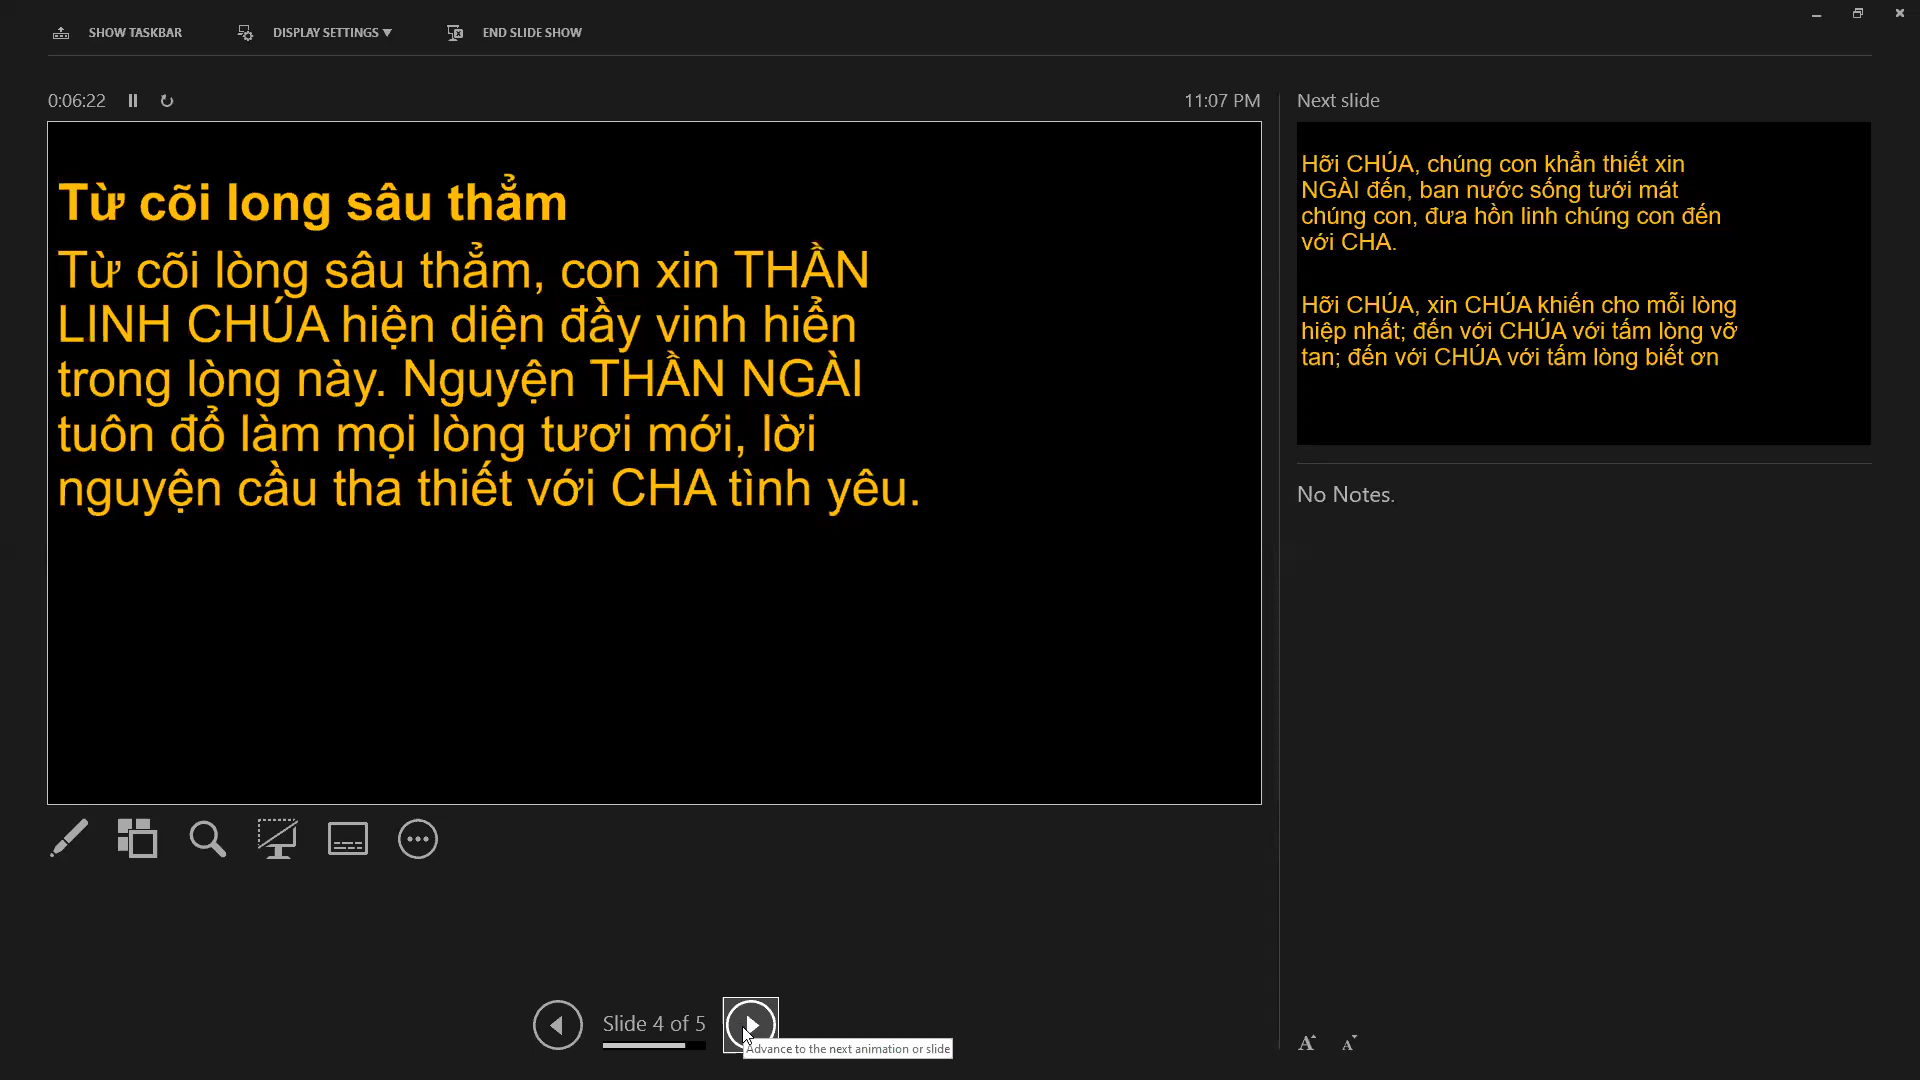 SHOW TASKBAR
DISPLAY SETTINGS ▼
END SLIDE SHOW
0:06:22
11:07 PM
Từ cõi long sâu thẳm
Từ cõi lòng sâu thẳm, con xin THẦN
LINH CHÚA hiện diện đầy vinh hiển
trong lòng này. Nguyện THẦN NGÀI
tuôn đổ làm mọi lòng tươi mới, lời
nguyện cầu tha thiết với CHA tình yêu.
Next slide
Hỡi CHÚA, chúng con khẩn thiết xin
NGÀI đến, ban nước sống tưới mát
chúng con, đưa hồn linh chúng con đến
với CHA.
Hỡi CHÚA, xin CHÚA khiến cho mỗi lòng
hiệp nhất; đến với CHÚA với tấm lòng vỡ
tan; đến với CHÚA với tấm lòng biết ơn
No Notes.
Slide 4 of 5
Advance to the next animation or slide
A A